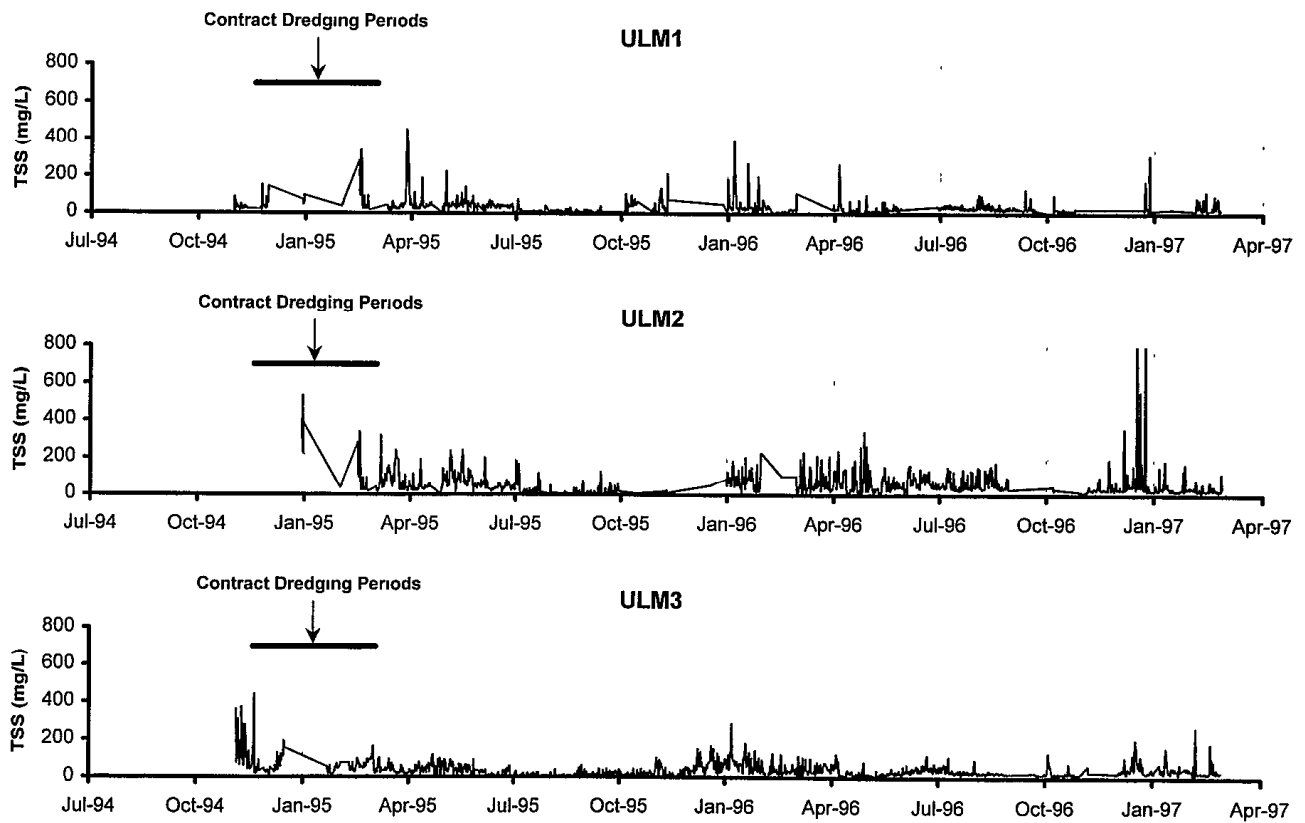 Contract Dredging Periods
ULM1
800
600
400
200
0
TSS (mg/L)
Jul-94 Oct-94 Jan-95 Apr-95 Jul-95 Oct-95 Jan-96 Apr-96 Jul-96 Oct-96 Jan-97 Apr-97
Contract Dredging Periods
ULM2
800
600
400
200
0
TSS (mg/L)
Jul-94 Oct-94 Jan-95 Apr-95 Jul-95 Oct-95 Jan-96 Apr-96 Jul-96 Oct-96 Jan-97 Apr-97
Contract Dredging Periods
ULM3
800
600
400
200
0
TSS (mg/L)
Jul-94 Oct-94 Jan-95 Apr-95 Jul-95 Oct-95 Jan-96 Apr-96 Jul-96 Oct-96 Jan-97 Apr-97